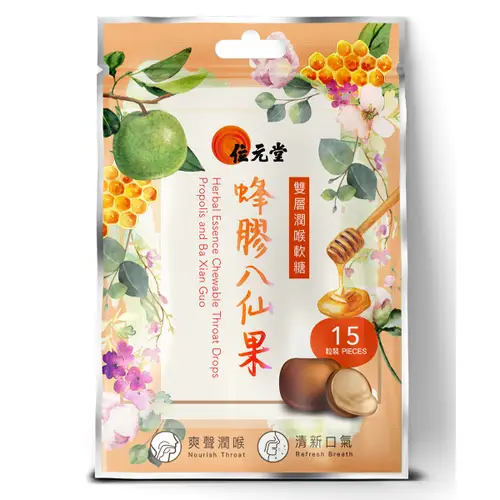 位元堂
雙層潤喉軟糖
蜂膠八仙果
Herbal Essence Chewable Throat Drops
Propolis and Ba Xian Guo
15
粒裝 PIECES
爽聲潤喉
Nourish Throat
清新口氣
Refresh Breath